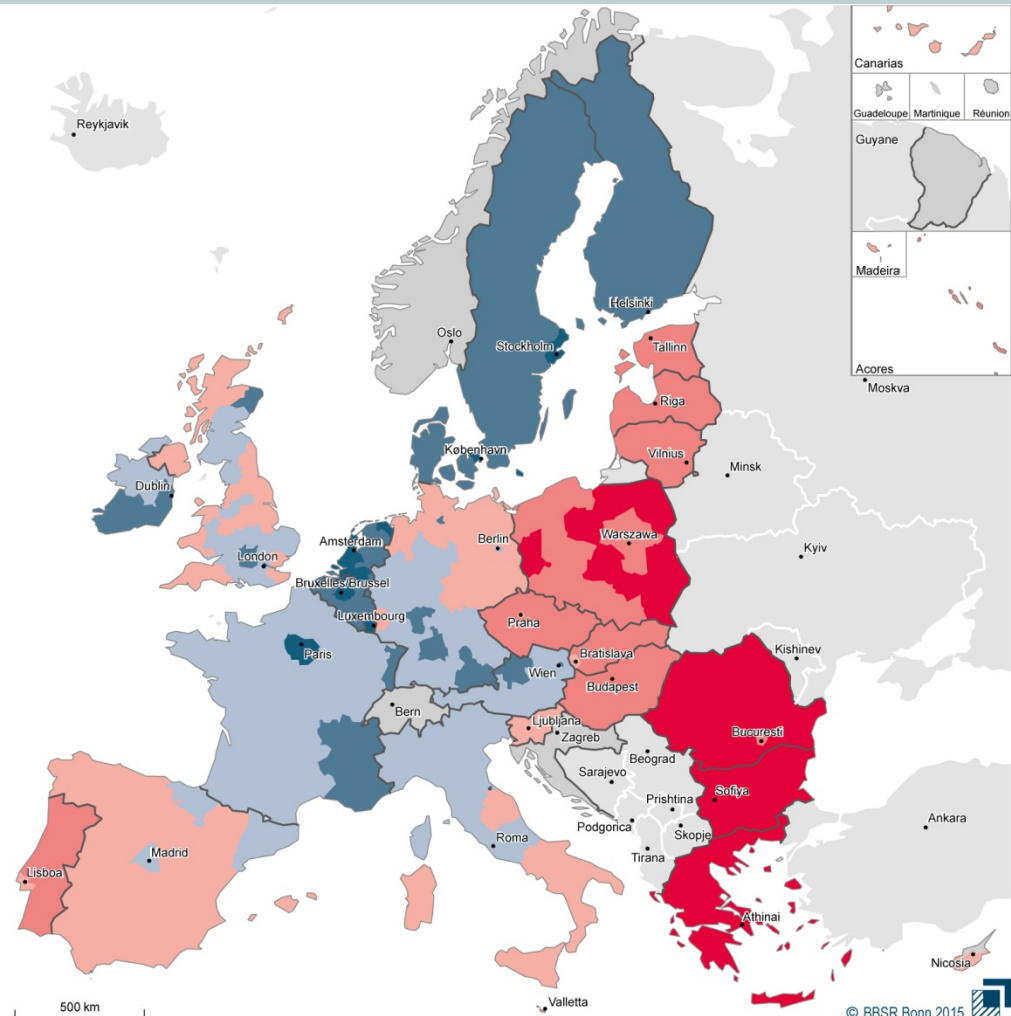 Reykjavik
Canarias
Guadeloupe
Martinique
Réunion
Guyane
Madeira
Acores
Moskva
Oslo
Helsinki
Stockholm
Tallinn
Riga
Vilnius
Minsk
København
Dublin
London
Amsterdam
Berlin
Warszawa
Kyiv
Bruxelles/Brussel
Luxembourg
Praha
Paris
Wien
Bratislava
Budapest
Kishinev
Bern
Ljubljana
Zagreb
Bucuresti
Beograd
Sarajevo
Prishtina
Sofiya
Podgorica
Skopje
Tirana
Ankara
Madrid
Roma
Lisboa
Athinai
Nicosia
Valletta
500 km
© BBSR Bonn 2015